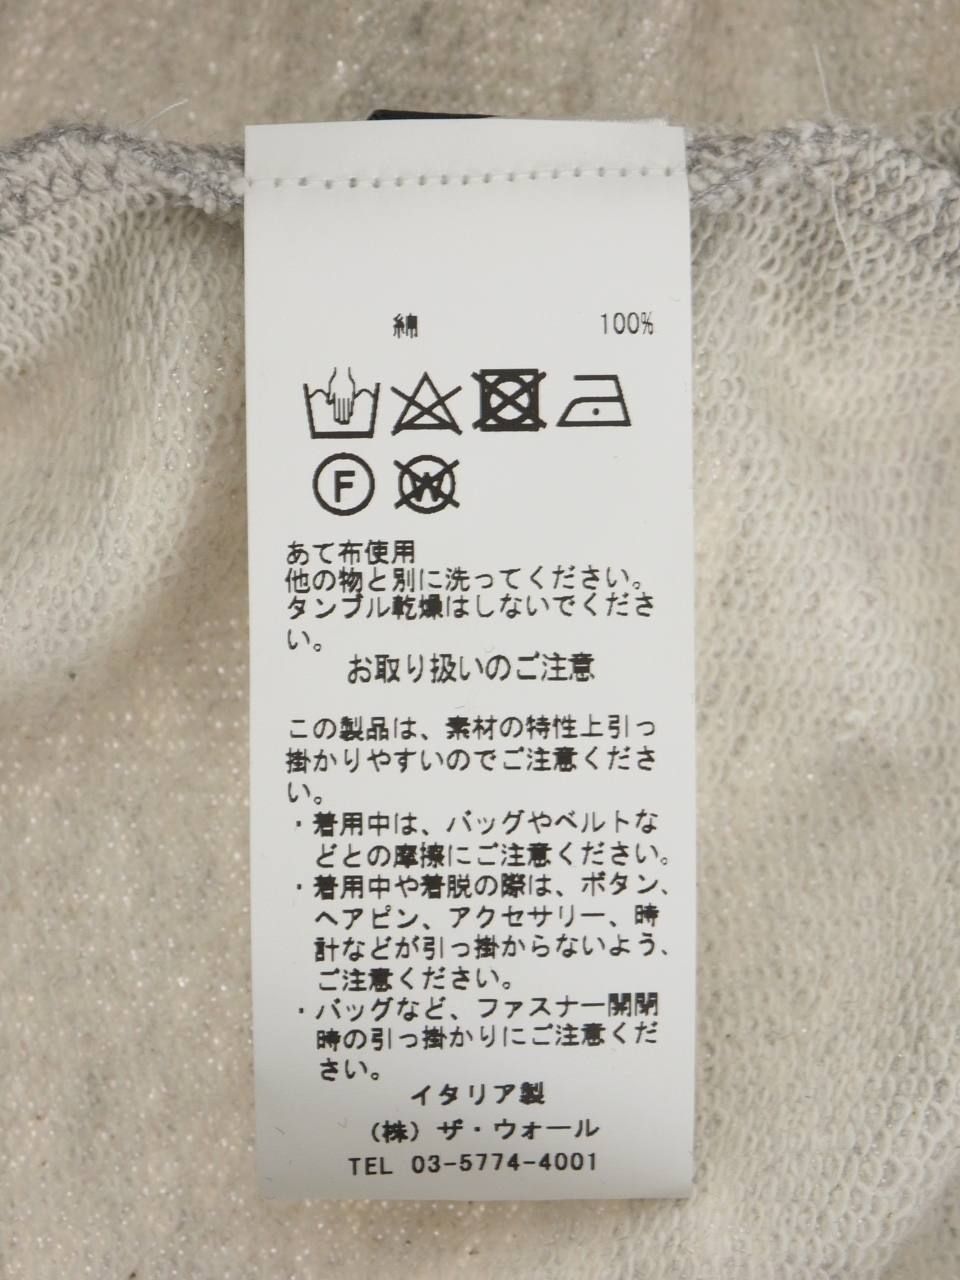 綿 100%
F
W
あて布使用
他の物と別に洗ってください。
タンブル乾燥はしないでくださ
い。
お取り扱いのご注意
この製品は、素材の特性上引っ
掛かりやすいのでご注意くださ
い。
・着用中は、バッグやベルトな
どとの摩擦にご注意ください。
・着用中や着脱の際は、ボタン、
ヘアピン、アクセサリー、時
計などが引っ掛からないよう、
ご注意ください。
・バッグなど、ファスナー開閉
時の引っ掛かりにご注意くだ
さい。
イタリア製
(株) ザ・ウォール
TEL 03-5774-4001